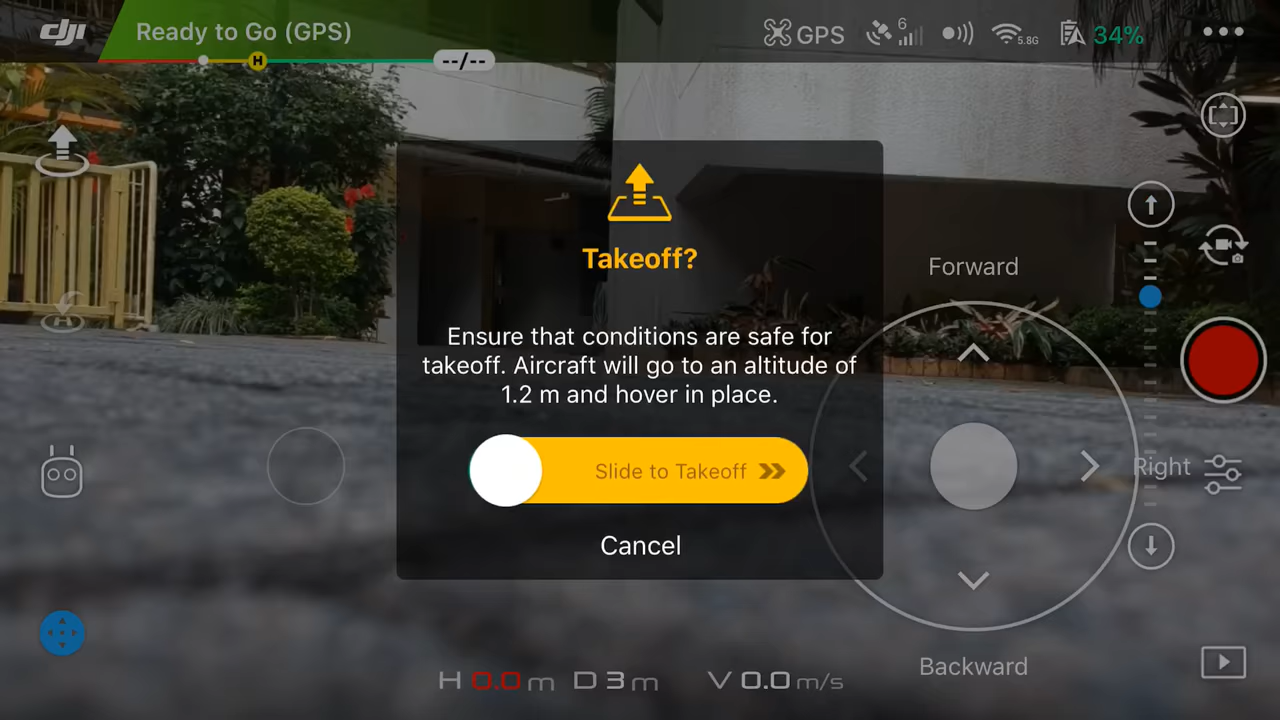 dji
Ready to Go (GPS)
GPS
6
5.8G
34%
H
--/--
Takeoff?
Ensure that conditions are safe for
takeoff. Aircraft will go to an altitude of
1.2 m and hover in place.
Slide to Takeoff
Cancel
Forward
Right
Backward
H
H 0.0 m D 3 m V 0.0 m/s